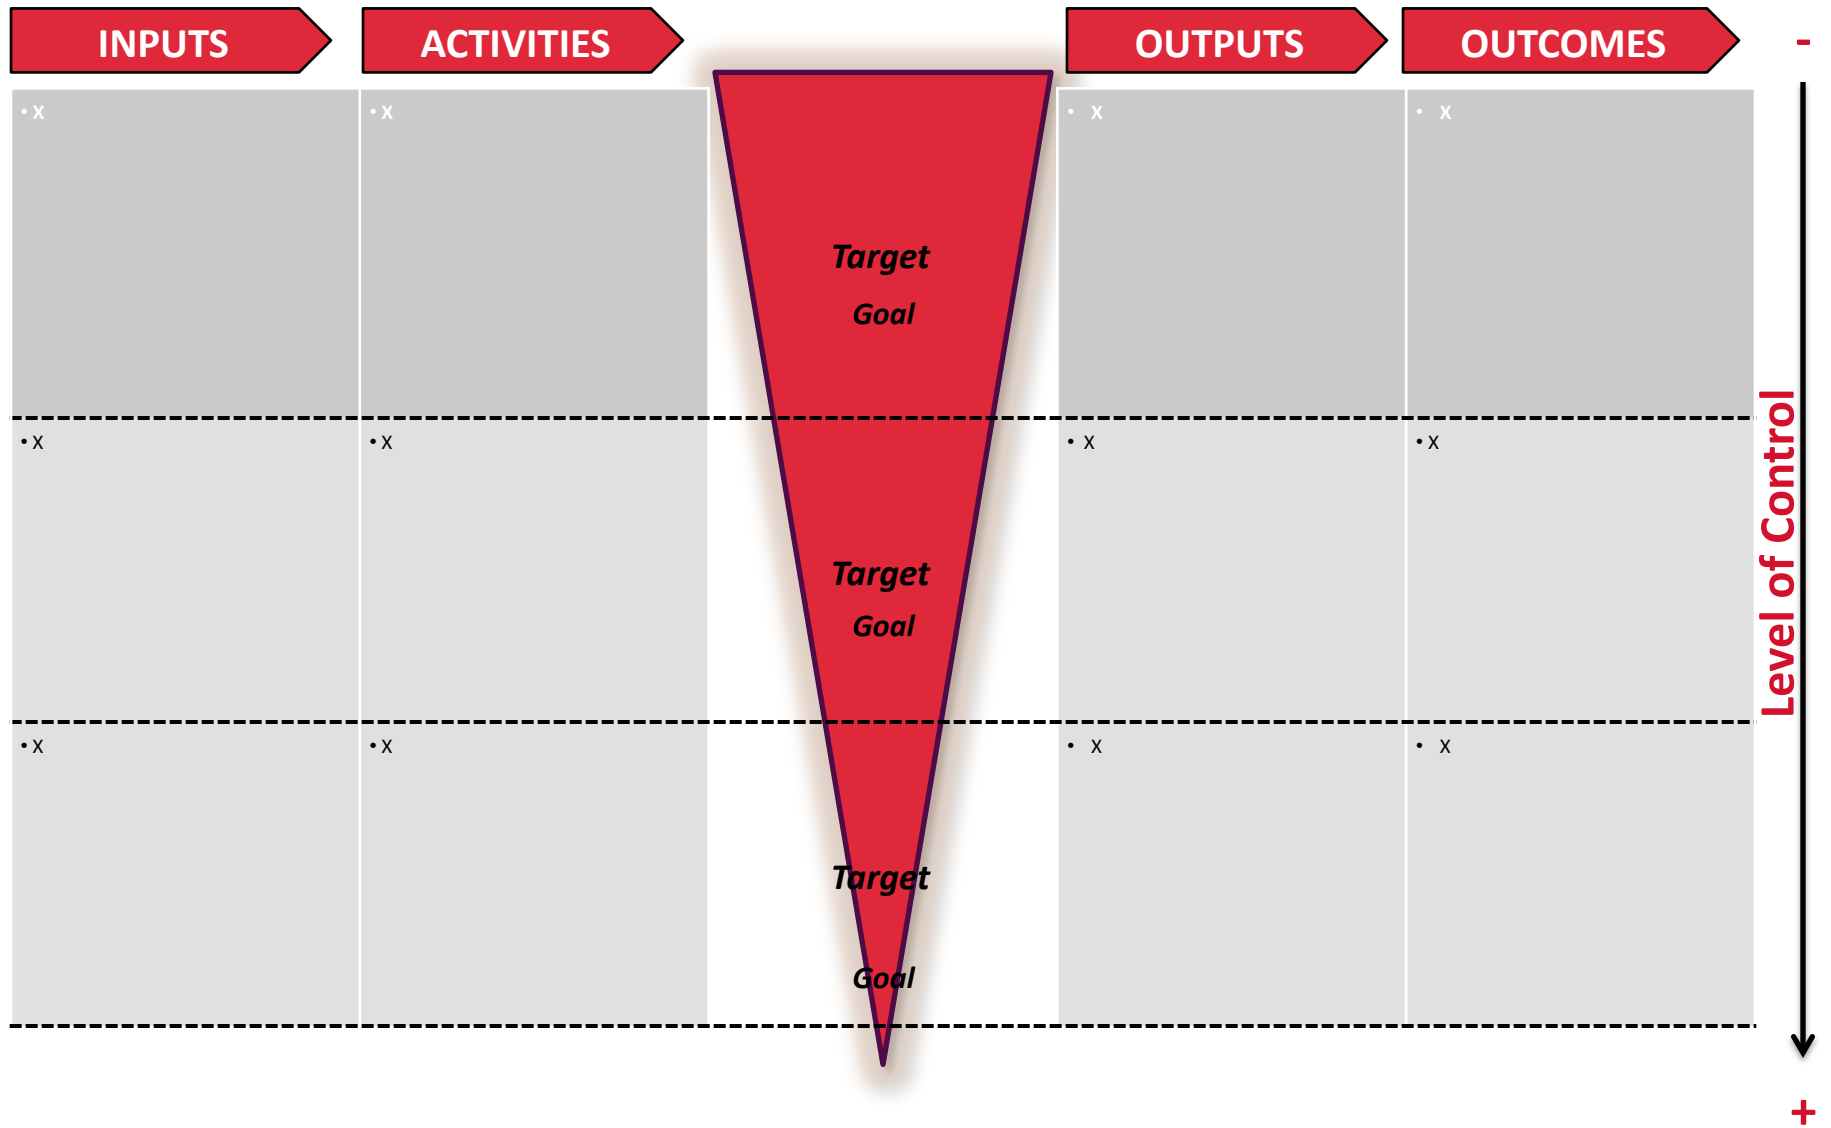 INPUTS
ACTIVITIES
OUTPUTS
OUTCOMES
-
• X
• X
Target
Goal
• X
• X
• X
• X
Target
Goal
• X
• X
Level of Control
• X
• X
Target
Goal
• X
• X
+